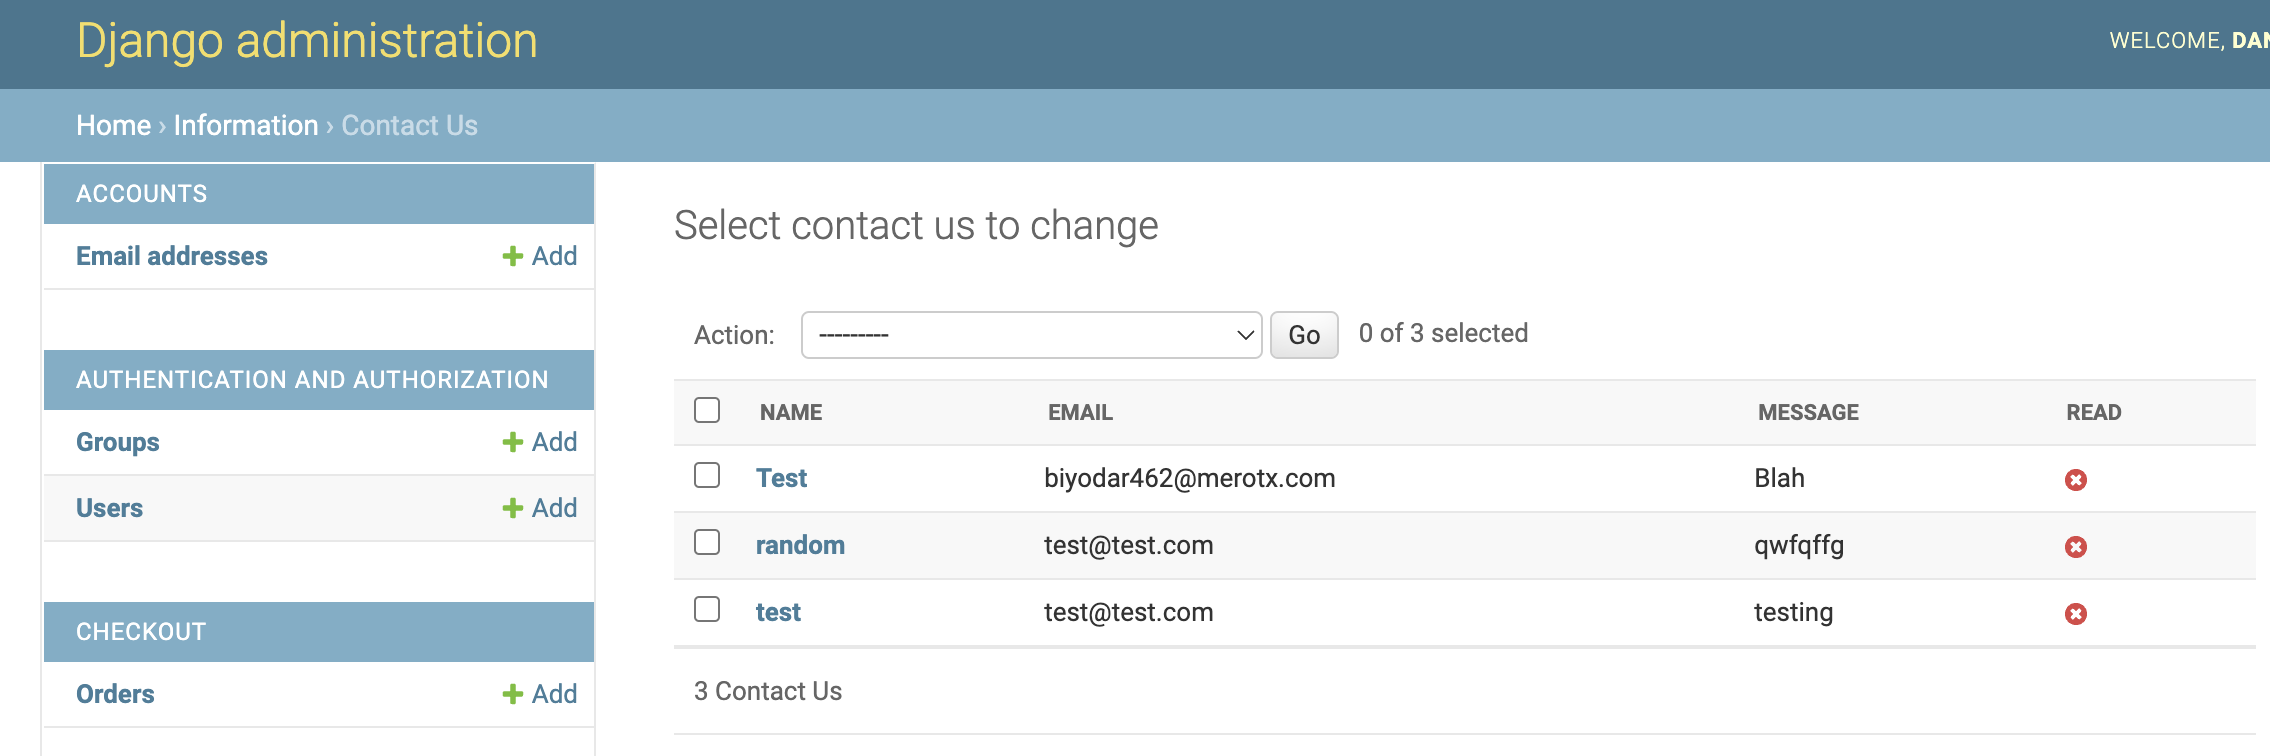 Django administration
WELCOME, DAN
Home › Information › Contact Us
ACCOUNTS
Email addresses + Add
AUTHENTICATION AND AUTHORIZATION
Groups + Add
Users + Add
CHECKOUT
Orders + Add
Select contact us to change
Action: --------- Go 0 of 3 selected
NAME EMAIL MESSAGE READ
Test biyodar462@merotx.com Blah
random test@test.com qwfqffg
test test@test.com testing
3 Contact Us